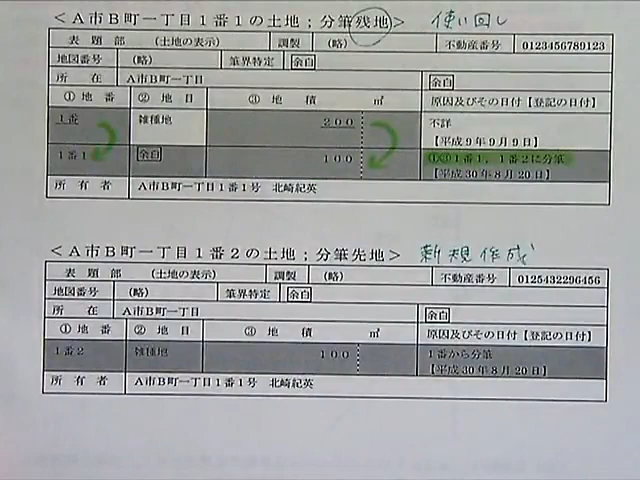 <A市B町一丁目1番1の土地；分筆残地> 使い回し
表題部 (土地の表示) 調製 (略) 不動産番号 0123456789123
地図番号 (略) 筆界特定 余白
所在 A市B町一丁目 余白
①地番 ②地目 ③地積 ㎡ 原因及びその日付【登記の日付】
1番 雑種地 200 不詳
【平成9年9月9日】
1番1 余白 100 ①③1番1、1番2に分筆
【平成30年8月20日】
所有者 A市B町一丁目1番1号 北崎紀英
<A市B町一丁目1番2の土地；分筆先地> 新規作成
表題部 (土地の表示) 調製 (略) 不動産番号 0125432296456
地図番号 (略) 筆界特定 余白
所在 A市B町一丁目 余白
①地番 ②地目 ③地積 ㎡ 原因及びその日付【登記の日付】
1番2 雑種地 100 1番から分筆
【平成30年8月20日】
所有者 A市B町一丁目1番1号 北崎紀英